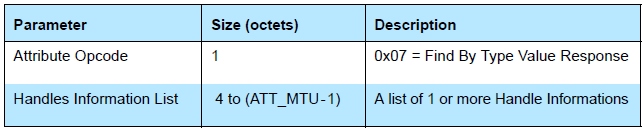 Parameter Size (octets) Description
Attribute Opcode 1 0x07 = Find By Type Value Response
Handles Information List 4 to (ATT_MTU-1) A list of 1 or more Handle Informations